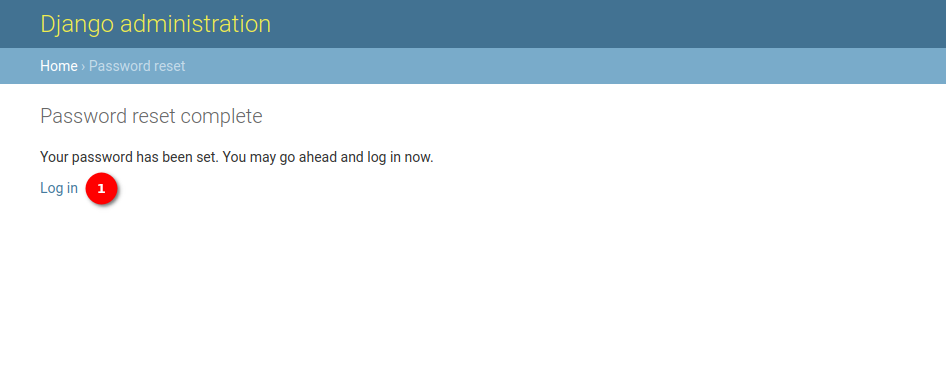 Django administration
Home › Password reset
Password reset complete
Your password has been set. You may go ahead and log in now.
Log in 1